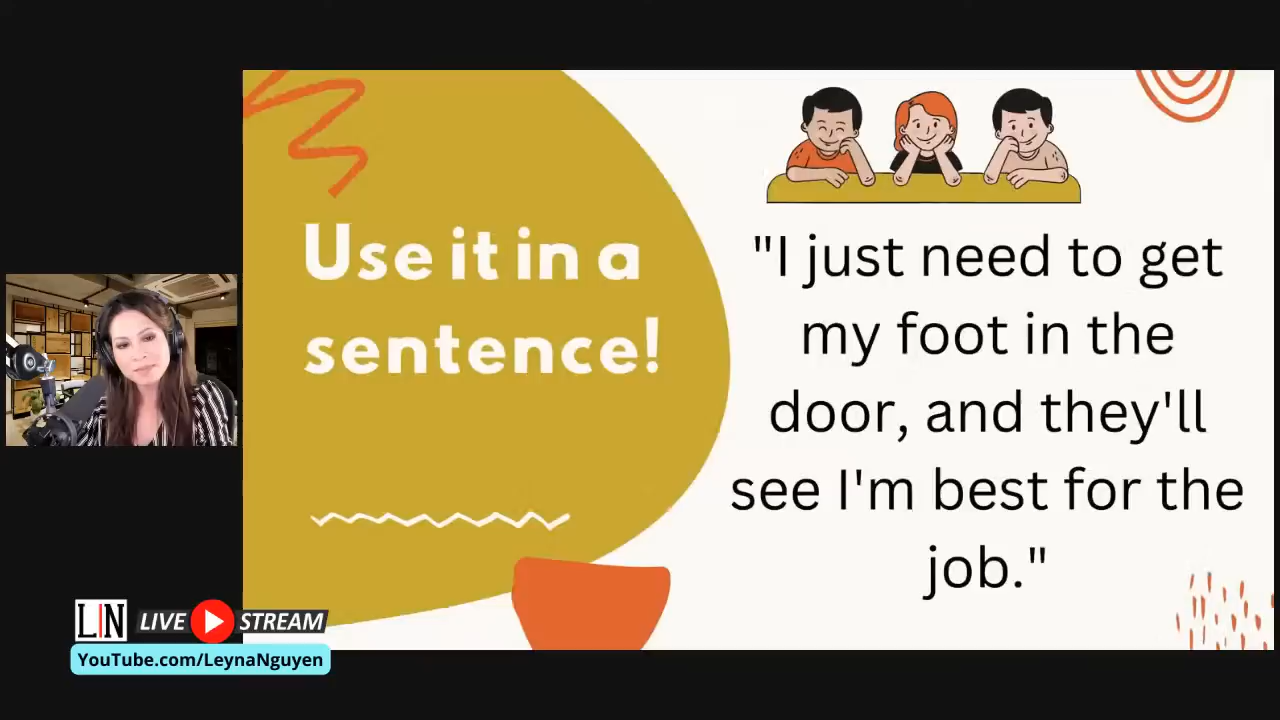 Use it in a
sentence!
"I just need to get
my foot in the
door, and they'll
see I'm best for the
job."
LIN LIVE STREAM
YouTube.com/LeynaNguyen